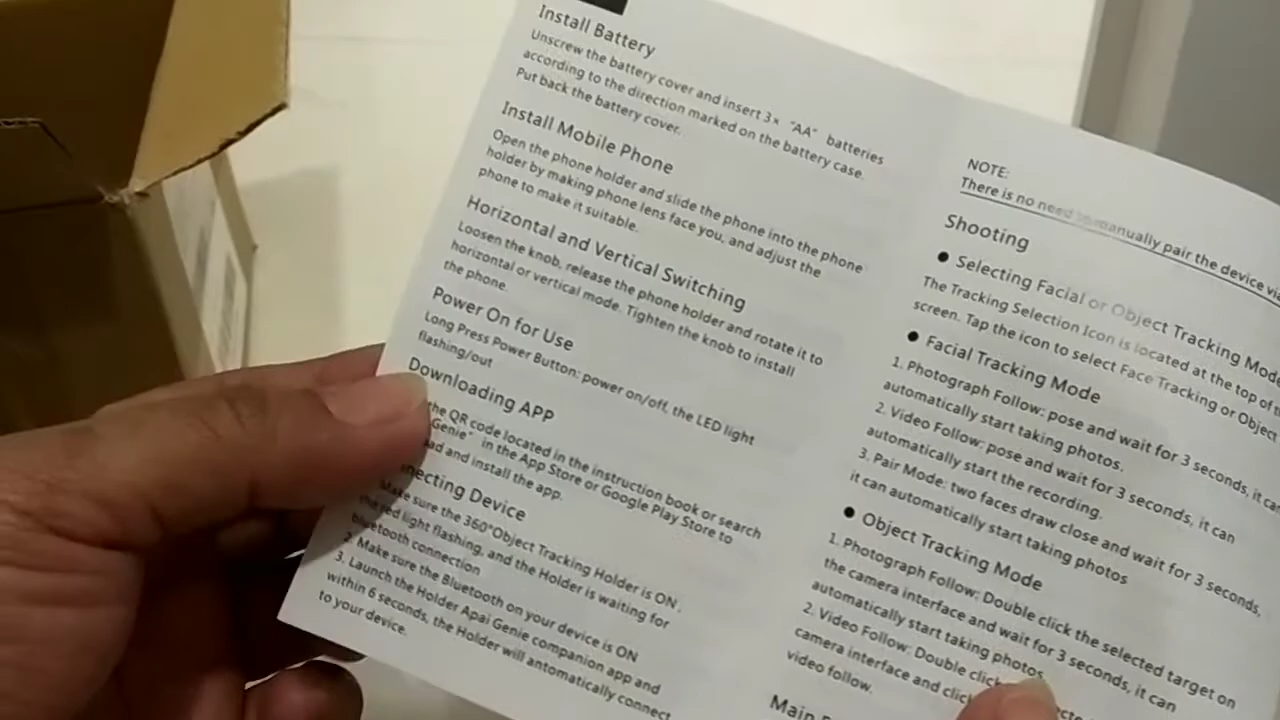 Install Battery
Unscrew the battery cover and insert 3× "AA" batteries
according to the direction marked on the battery case.
Put back the battery cover.
Install Mobile Phone
Open the phone holder and slide the phone into the phone
holder by making phone lens face you, and adjust the
phone to make it suitable.
Horizontal and Vertical Switching
Loosen the knob, release the phone holder and rotate it to
horizontal or vertical mode. Tighten the knob to install
the phone.
Power On for Use
Long Press Power Button: power on/off, the LED light
flashing/out
Downloading APP
the QR code located in the instruction book or search
Genie" in the App Store or Google Play Store to
and install the app.
necting Device
Make sure the 360°Object Tracking Holder is ON,
red light flashing, and the Holder is waiting for
bluetooth connection
2. Make sure the Bluetooth on your device is ON
3. Launch the Holder Apai Genie companion app and
within 6 seconds, the Holder will antomatically connect
to your device.
NOTE:
There is no need to manually pair the device vi
Shooting
● Selecting Facial or Object Tracking Mode
The Tracking Selection Icon is located at the top of t
screen. Tap the icon to select Face Tracking or Object
● Facial Tracking Mode
1. Photograph Follow: pose and wait for 3 seconds, it can
automatically start taking photos.
2. Video Follow: pose and wait for 3 seconds, it can
automatically start the recording.
3. Pair Mode: two faces draw close and wait for 3 seconds,
it can automatically start taking photos
● Object Tracking Mode
1. Photograph Follow: Double click the selected target on
the camera interface and wait for 3 seconds, it can
automatically start taking photos.
2. Video Follow: Double click
camera interface and clic
video follow.
Main